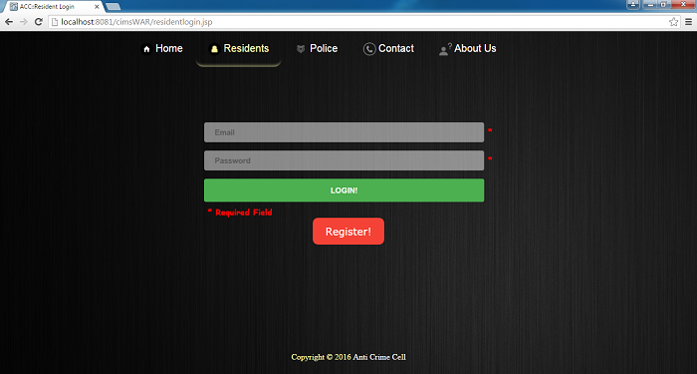 ACC::Resident Login
localhost:8081/cimsWAR/residentlogin.jsp
Home Residents Police Contact About Us
Email *
Password *
LOGIN!
* Required Field
Register!
Copyright © 2016 Anti Crime Cell